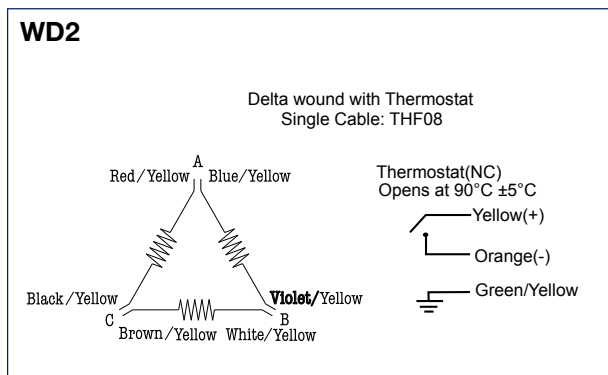 WD2
Delta wound with Thermostat
Single Cable: THF08
A
Red/Yellow
Blue/Yellow
Thermostat(NC)
Opens at 90°C ±5°C
Yellow(+)
Orange(-)
Green/Yellow
Black/Yellow
Violet/Yellow
C
B
Brown/Yellow
White/Yellow